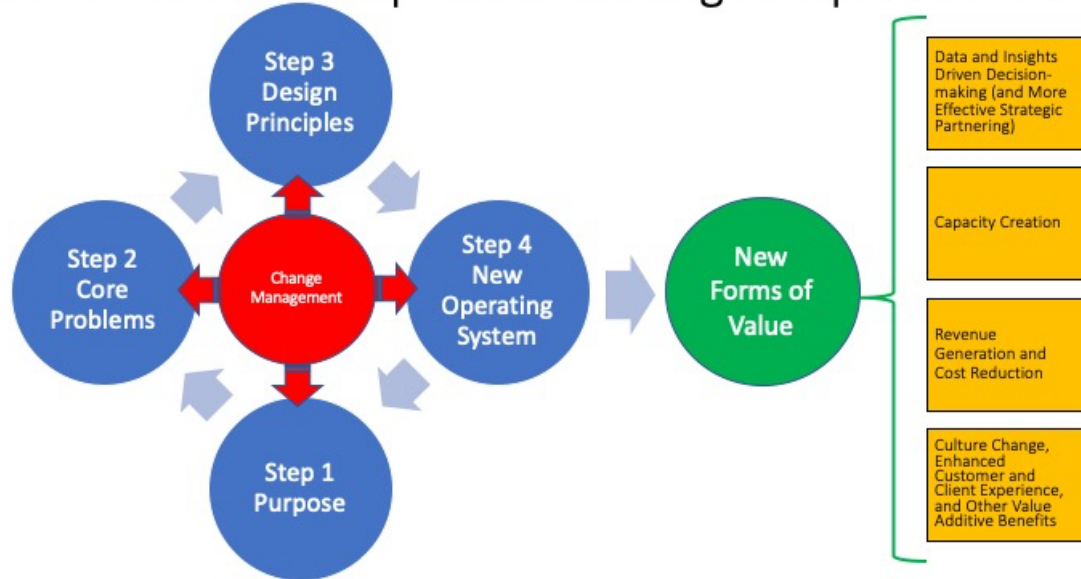 Step 3
Design
Principles
Step 2
Core
Problems
Change
Management
Step 4
New
Operating
System
Step 1
Purpose
New
Forms of
Value
Data and Insights
Driven Decision-
making (and More
Effective Strategic
Partnering)
Capacity Creation
Revenue
Generation and
Cost Reduction
Culture Change,
Enhanced
Customer and
Client Experience,
and Other Value
Additive Benefits